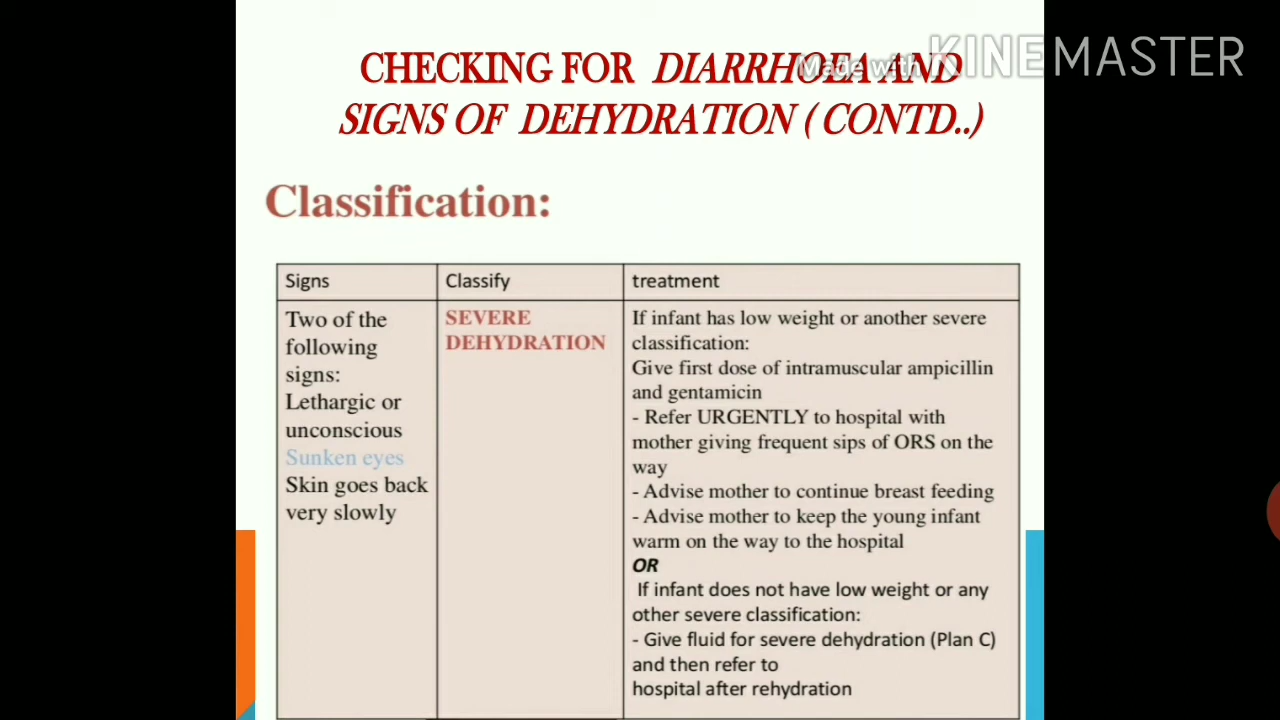 Made with KINEMASTER
CHECKING FOR DIARRHOEA AND
SIGNS OF DEHYDRATION ( CONTD..)
Classification:
Signs
Classify
treatment
Two of the
following
signs:
Lethargic or
unconscious
Sunken eyes
Skin goes back
very slowly
SEVERE
DEHYDRATION
If infant has low weight or another severe
classification:
Give first dose of intramuscular ampicillin
and gentamicin
- Refer URGENTLY to hospital with
mother giving frequent sips of ORS on the
way
- Advise mother to continue breast feeding
- Advise mother to keep the young infant
warm on the way to the hospital
OR
If infant does not have low weight or any
other severe classification:
- Give fluid for severe dehydration (Plan C)
and then refer to
hospital after rehydration